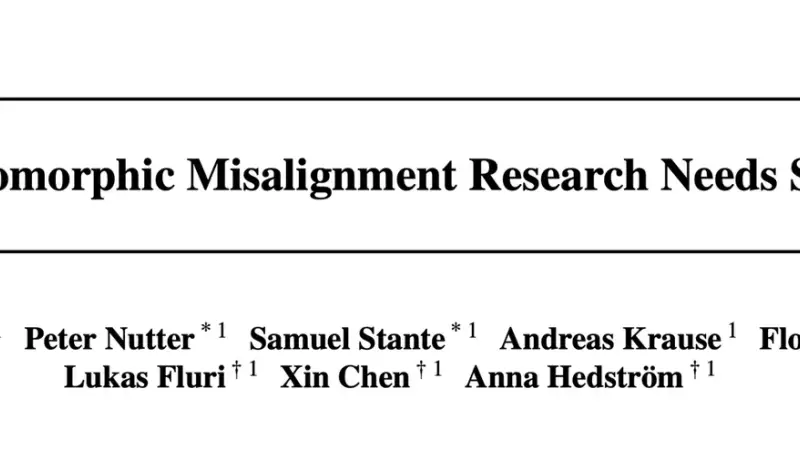 omorphic Misalignment Research Needs
Peter Nutter * 1 Samuel Stante * 1 Andreas Krause 1 Flo
Lukas Fluri † 1 Xin Chen † 1 Anna Hedström † 1